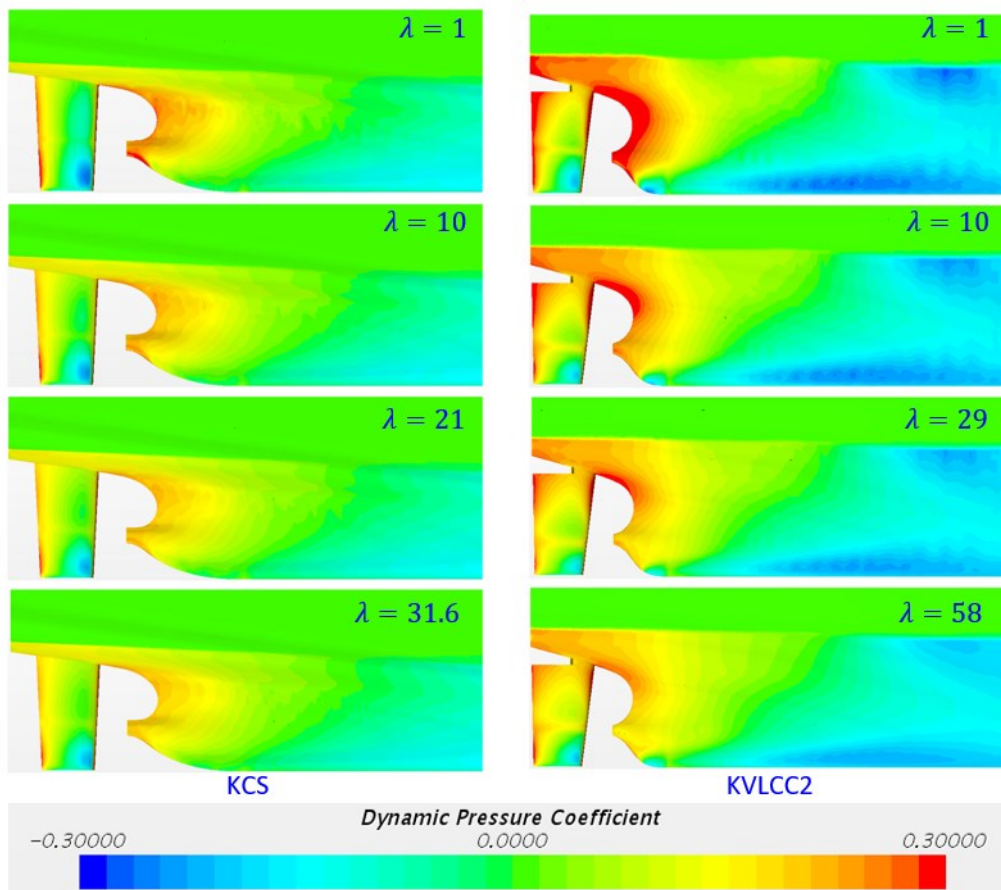 λ = 1
λ = 1
λ = 10
λ = 10
λ = 21
λ = 29
λ = 31.6
λ = 58
KCS
KVLCC2
Dynamic Pressure Coefficient
-0.30000
0.0000
0.30000